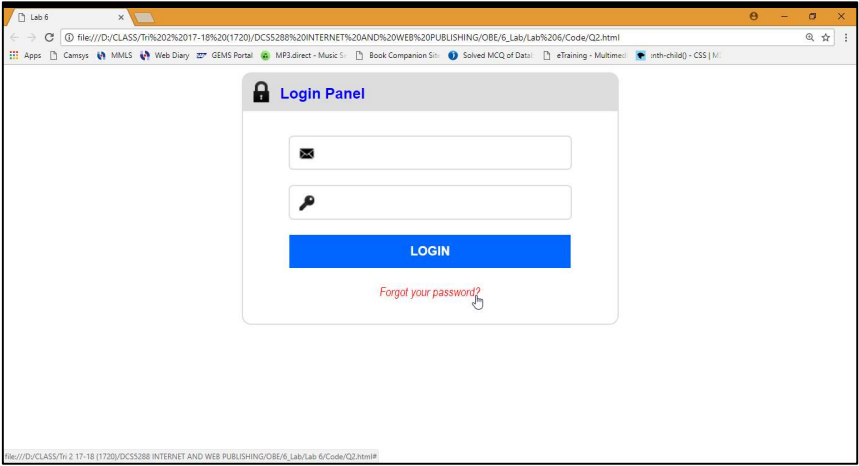 Lab 6
file:///D:/CLASS/Tri%202%2017-18%20(1720)/DCS5288%20INTERNET%20AND%20WEB%20PUBLISHING/OBE/6_Lab/Lab%206/Code/Q2.html
Apps Camsys MMLS Web Diary GEMS Portal MP3.direct - Music Se Book Companion Site Solved MCQ of Datab eTraining - Multimed :nth-child() - CSS | M
Login Panel
LOGIN
Forgot your password?
file:///D:/CLASS/Tri 2 17-18 (1720)/DCS5288 INTERNET AND WEB PUBLISHING/OBE/6_Lab/Lab 6/Code/Q2.html#